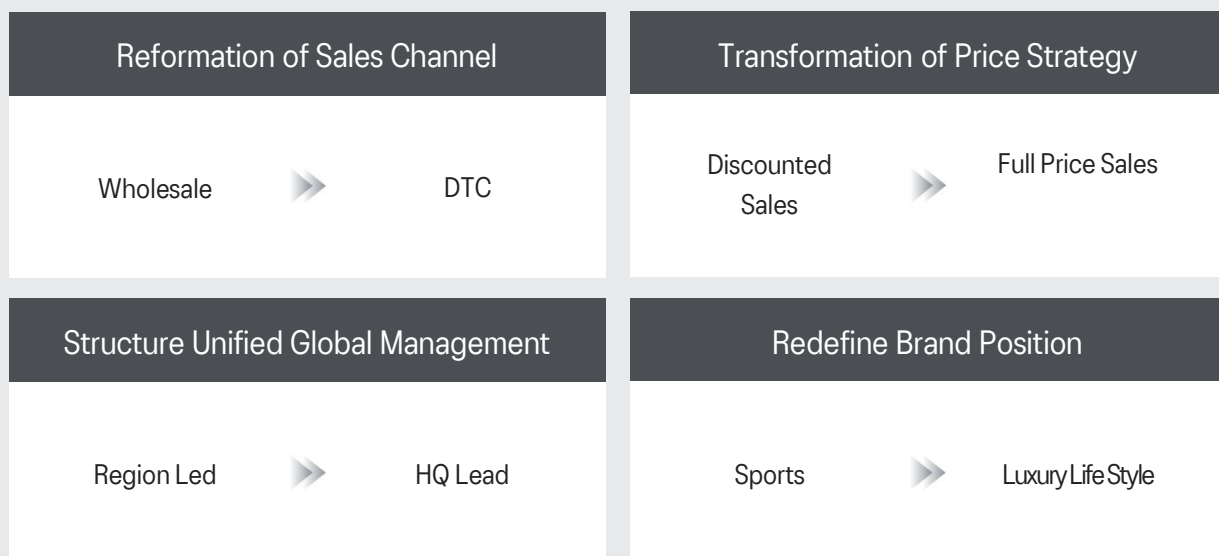 Reformation of Sales Channel
Wholesale
DTC
Transformation of Price Strategy
Discounted
Sales
Full Price Sales
Structure Unified Global Management
Region Led
HQ Lead
Redefine Brand Position
Sports
Luxury Life Style